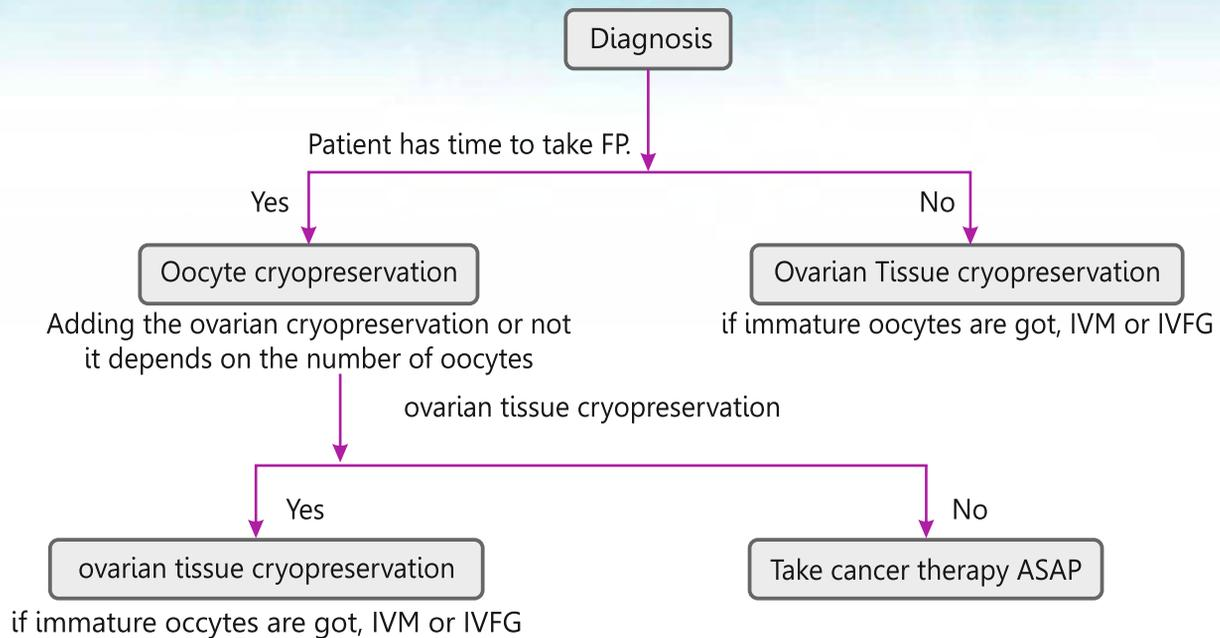 Diagnosis
Patient has time to take FP.
Yes
No
Oocyte cryopreservation
Ovarian Tissue cryopreservation
Adding the ovarian cryopreservation or not
it depends on the number of oocytes
if immature oocytes are got, IVM or IVFG
ovarian tissue cryopreservation
Yes
No
ovarian tissue cryopreservation
Take cancer therapy ASAP
if immature occytes are got, IVM or IVFG